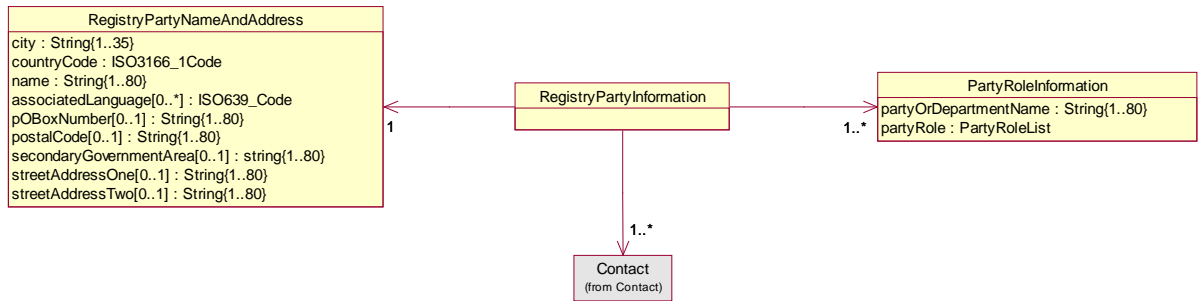 RegistryPartyNameAndAddress
city : String{1..35}
countryCode : ISO3166_1Code
name : String{1..80}
associatedLanguage[0..*] : ISO639_Code
pOBoxNumber[0..1] : String{1..80}
postalCode[0..1] : String{1..80}
secondaryGovernmentArea[0..1] : string{1..80}
streetAddressOne[0..1] : String{1..80}
streetAddressTwo[0..1] : String{1..80}
1
RegistryPartyInformation
1..*
PartyRoleInformation
partyOrDepartmentName : String{1..80}
partyRole : PartyRoleList
1..*
Contact
(from Contact)